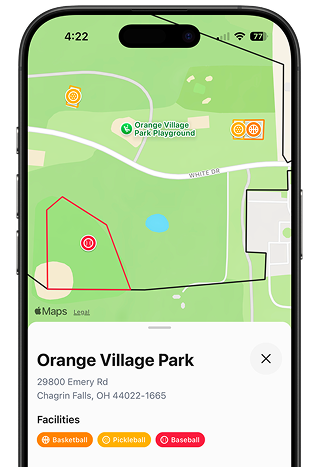 4:22
77
Orange Village
Park Playground
WHITE DR
Maps Legal
Orange Village Park
29800 Emery Rd
Chagrin Falls, OH 44022-1665
Facilities
Basketball Pickleball Baseball